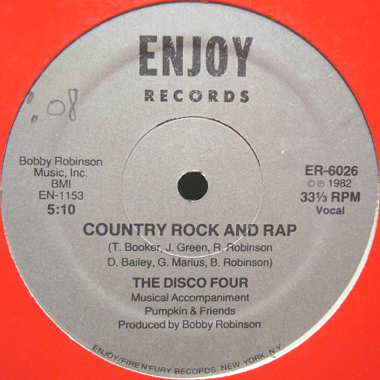 ENJOY
RECORDS
:.08
Bobby Robinson
Music, Inc.
BMI
EN-1153
5:10
ER-6026
© ℗ 1982
33⅓ RPM
Vocal
COUNTRY ROCK AND RAP
(T. Booker, J. Green, R. Robinson
D. Bailey, G. Marius, B. Robinson)
THE DISCO FOUR
Musical Accompaniment
Pumpkin & Friends
Produced by Bobby Robinson
ENJOY/FIRE N FURY RECORDS, NEW YORK, N.Y.